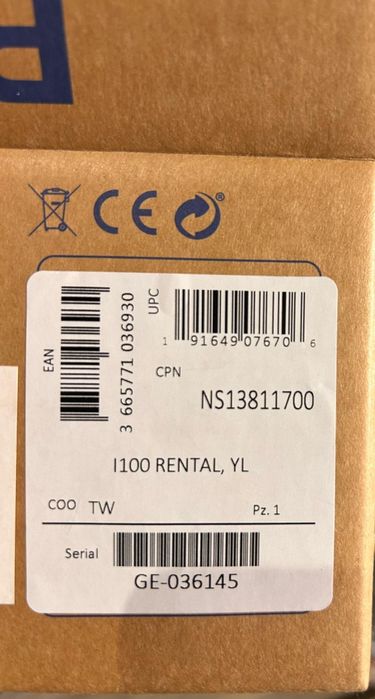 CE
®
EAN
3 665771 036930
UPC
1 91649 07670 6
CPN
NS13811700
I100 RENTAL, YL
COO TW
Pz. 1
Serial
GE-036145